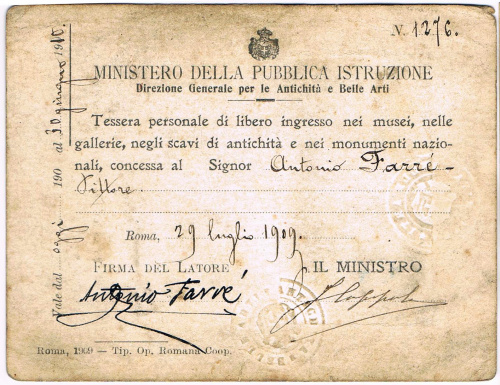 N. 1276.
MINISTERO DELLA PUBBLICA ISTRUZIONE
Direzione Generale per le Antichità e Belle Arti
Tessera personale di libero ingresso nei musei, nelle
gallerie, negli scavi di antichità e nei monumenti nazio-
nali, concessa al Signor Antonio Farré-
Pittore.
Roma, 29 luglio 1909.
FIRMA DEL LATORE
IL MINISTRO
Antonio Farré
Vale dal oggi 190 al 30 giugno 1910.
Roma, 1909 - Tip. Op. Romana Coop.